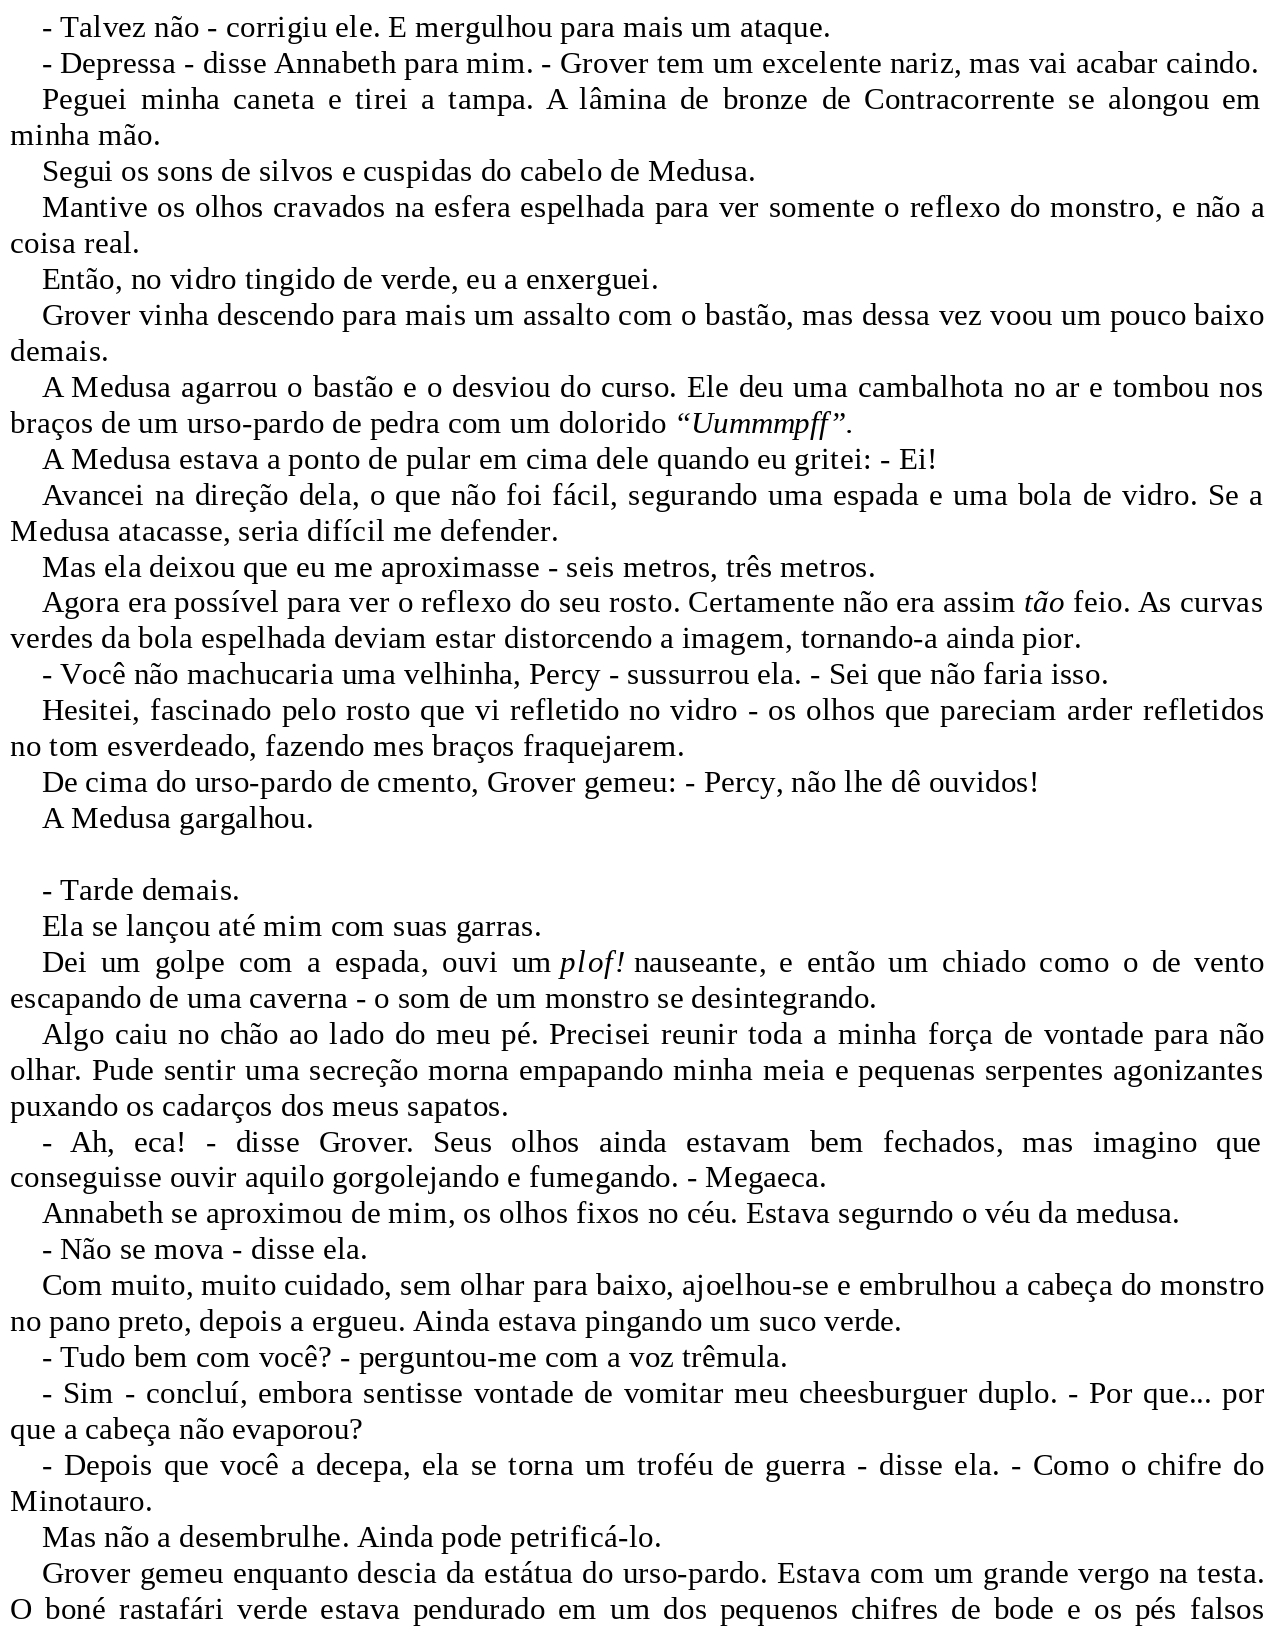 - Talvez não - corrigiu ele. E mergulhou para mais um ataque.
- Depressa - disse Annabeth para mim. - Grover tem um excelente nariz, mas vai acabar caindo.
Peguei minha caneta e tirei a tampa. A lâmina de bronze de Contracorrente se alongou em
minha mão.
Segui os sons de silvos e cuspidas do cabelo de Medusa.
Mantive os olhos cravados na esfera espelhada para ver somente o reflexo do monstro, e não a
coisa real.
Então, no vidro tingido de verde, eu a enxerguei.
Grover vinha descendo para mais um assalto com o bastão, mas dessa vez voou um pouco baixo
demais.
A Medusa agarrou o bastão e o desviou do curso. Ele deu uma cambalhota no ar e tombou nos
braços de um urso-pardo de pedra com um dolorido “Uummmpff”.
A Medusa estava a ponto de pular em cima dele quando eu gritei: - Ei!
Avancei na direção dela, o que não foi fácil, segurando uma espada e uma bola de vidro. Se a
Medusa atacasse, seria difícil me defender.
Mas ela deixou que eu me aproximasse - seis metros, três metros.
Agora era possível para ver o reflexo do seu rosto. Certamente não era assim tão feio. As curvas
verdes da bola espelhada deviam estar distorcendo a imagem, tornando-a ainda pior.
- Você não machucaria uma velhinha, Percy - sussurrou ela. - Sei que não faria isso.
Hesitei, fascinado pelo rosto que vi refletido no vidro - os olhos que pareciam arder refletidos
no tom esverdeado, fazendo mes braços fraquejarem.
De cima do urso-pardo de cmento, Grover gemeu: - Percy, não lhe dê ouvidos!
A Medusa gargalhou.
- Tarde demais.
Ela se lançou até mim com suas garras.
Dei um golpe com a espada, ouvi um plof! nauseante, e então um chiado como o de vento
escapando de uma caverna - o som de um monstro se desintegrando.
Algo caiu no chão ao lado do meu pé. Precisei reunir toda a minha força de vontade para não
olhar. Pude sentir uma secreção morna empapando minha meia e pequenas serpentes agonizantes
puxando os cadarços dos meus sapatos.
- Ah, eca! - disse Grover. Seus olhos ainda estavam bem fechados, mas imagino que
conseguisse ouvir aquilo gorgolejando e fumegando. - Megaeca.
Annabeth se aproximou de mim, os olhos fixos no céu. Estava segurndo o véu da medusa.
- Não se mova - disse ela.
Com muito, muito cuidado, sem olhar para baixo, ajoelhou-se e embrulhou a cabeça do monstro
no pano preto, depois a ergueu. Ainda estava pingando um suco verde.
- Tudo bem com você? - perguntou-me com a voz trêmula.
- Sim - concluí, embora sentisse vontade de vomitar meu cheesburguer duplo. - Por que... por
que a cabeça não evaporou?
- Depois que você a decepa, ela se torna um troféu de guerra - disse ela. - Como o chifre do
Minotauro.
Mas não a desembrulhe. Ainda pode petrificá-lo.
Grover gemeu enquanto descia da estátua do urso-pardo. Estava com um grande vergo na testa.
O boné rastafári verde estava pendurado em um dos pequenos chifres de bode e os pés falsos